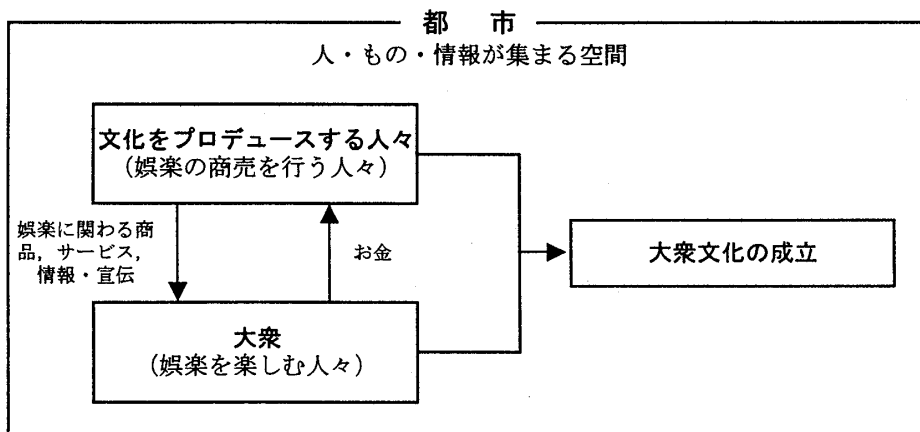 都市
人・もの・情報が集まる空間
文化をプロデュースする人々
(娯楽の商売を行う人々)
娯楽に関わる商
品,サービス,
情報・宣伝
お金
大衆文化の成立
大衆
(娯楽を楽しむ人々)